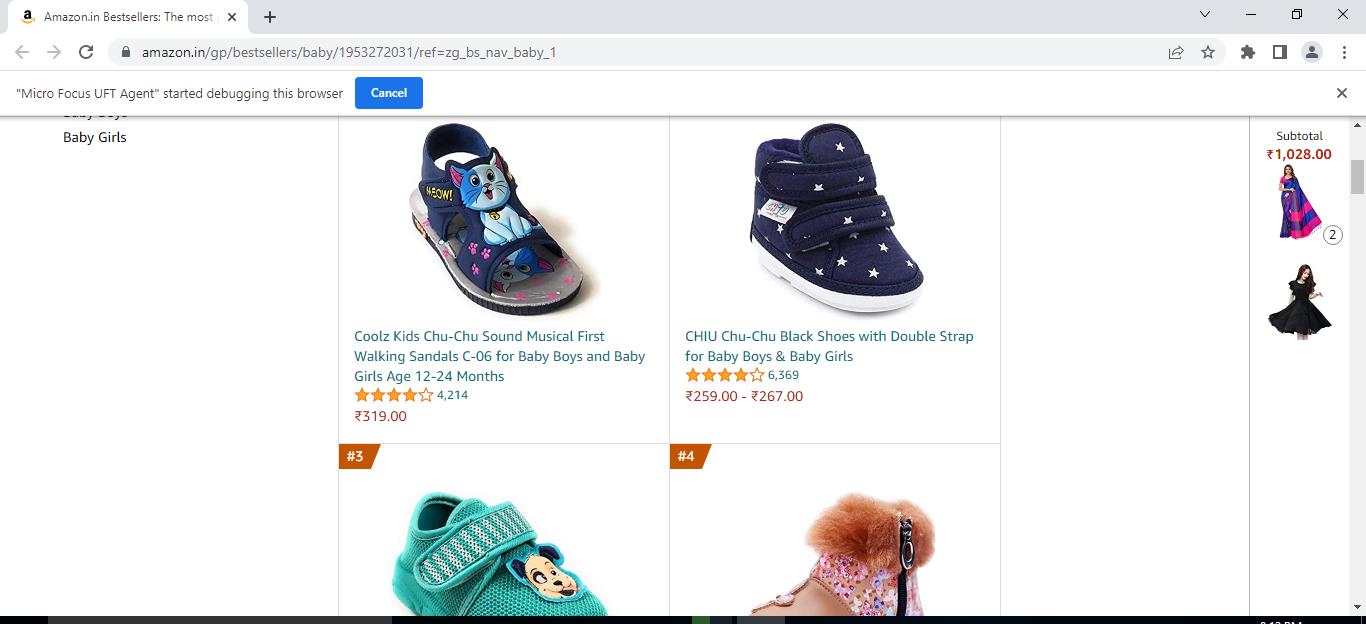 Amazon.in Bestsellers: The most
amazon.in/gp/bestsellers/baby/1953272031/ref=zg_bs_nav_baby_1
"Micro Focus UFT Agent" started debugging this browser
Cancel
Baby Boys
Baby Girls
Subtotal
₹1,028.00
2
MEOW!
Coolz Kids Chu-Chu Sound Musical First
Walking Sandals C-06 for Baby Boys and Baby
Girls Age 12-24 Months
4,214
₹319.00
CHIU Chu-Chu Black Shoes with Double Strap
for Baby Boys & Baby Girls
6,369
₹259.00 - ₹267.00
#3
#4